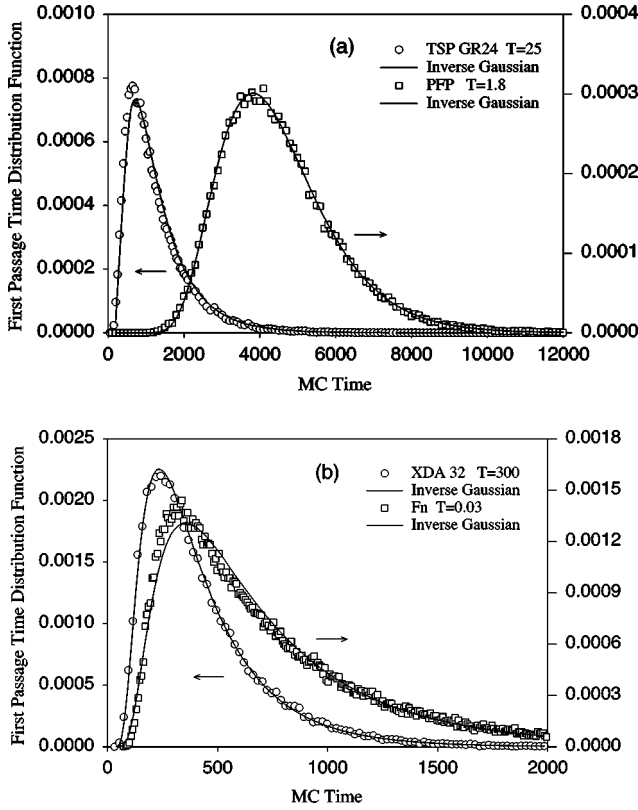 (a)
TSP GR24 T=25
Inverse Gaussian
PFP T=1.8
Inverse Gaussian
First Passage Time Distribution Function
0.0010
0.0008
0.0006
0.0004
0.0002
0.0000
0.0004
0.0003
0.0002
0.0001
0.0000
0 2000 4000 6000 8000 10000 12000
MC Time
(b)
XDA 32 T=300
Inverse Gaussian
Fn T=0.03
Inverse Gaussian
First Passage Time Distribution Function
0.0025
0.0020
0.0015
0.0010
0.0005
0.0000
0.0018
0.0015
0.0012
0.0009
0.0006
0.0003
0.0000
0 500 1000 1500 2000
MC Time